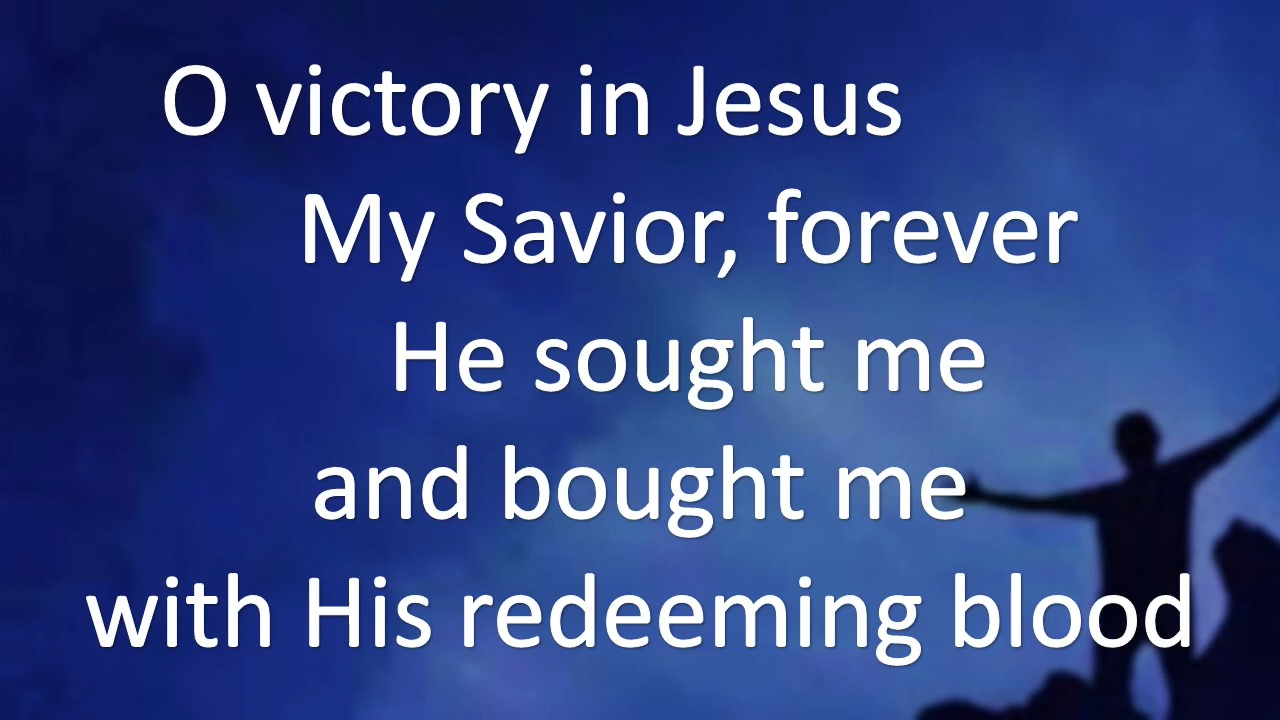 O victory in Jesus
My Savior, forever
He sought me
and bought me
with His redeeming blood